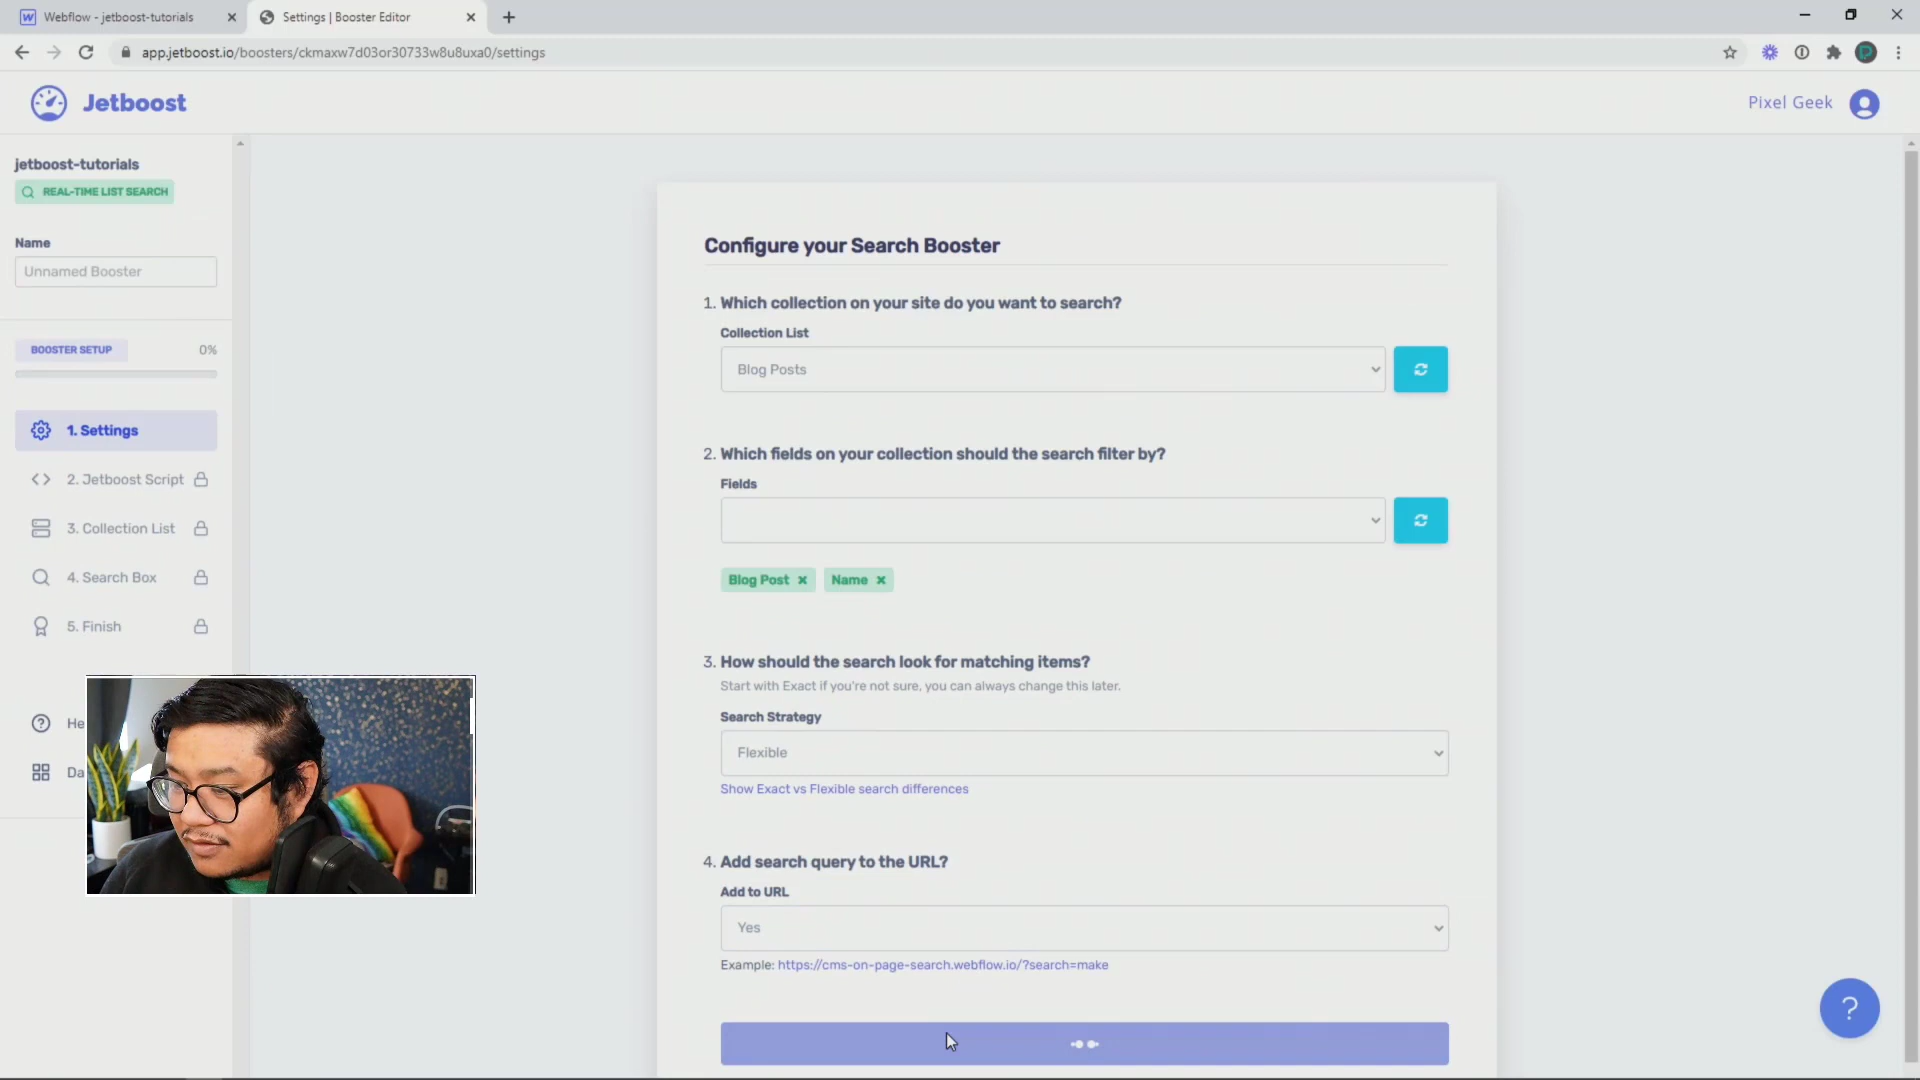 Webflow - jetboost-tutorials
Settings | Booster Editor
app.jetboost.io/boosters/ckmaxw7d03or30733w8u8uxa0/settings
Jetboost
Pixel Geek
jetboost-tutorials
REAL-TIME LIST SEARCH
Name
Unnamed Booster
BOOSTER SETUP 0%
1. Settings
2. Jetboost Script
3. Collection List
4. Search Box
5. Finish
He
Da
Configure your Search Booster
1. Which collection on your site do you want to search?
Collection List
Blog Posts
2. Which fields on your collection should the search filter by?
Fields
Blog Post × Name ×
3. How should the search look for matching items?
Start with Exact if you're not sure, you can always change this later.
Search Strategy
Flexible
Show Exact vs Flexible search differences
4. Add search query to the URL?
Add to URL
Yes
Example: https://cms-on-page-search.webflow.io/?search=make
?